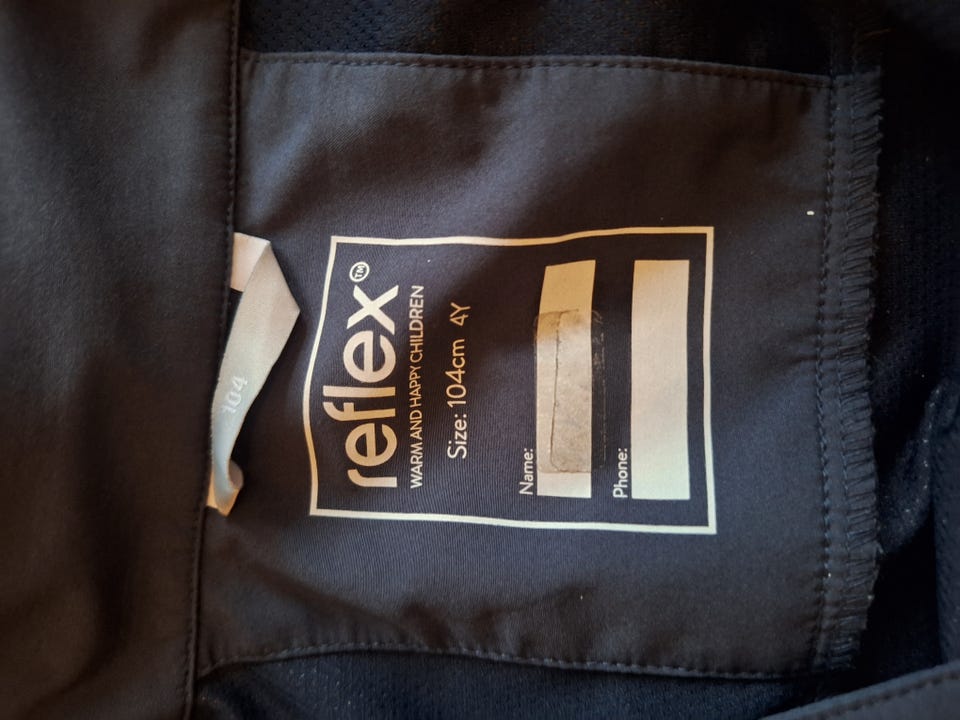 104
reflex™
WARM AND HAPPY CHILDREN
Size: 104cm 4Y
Name:
Phone: